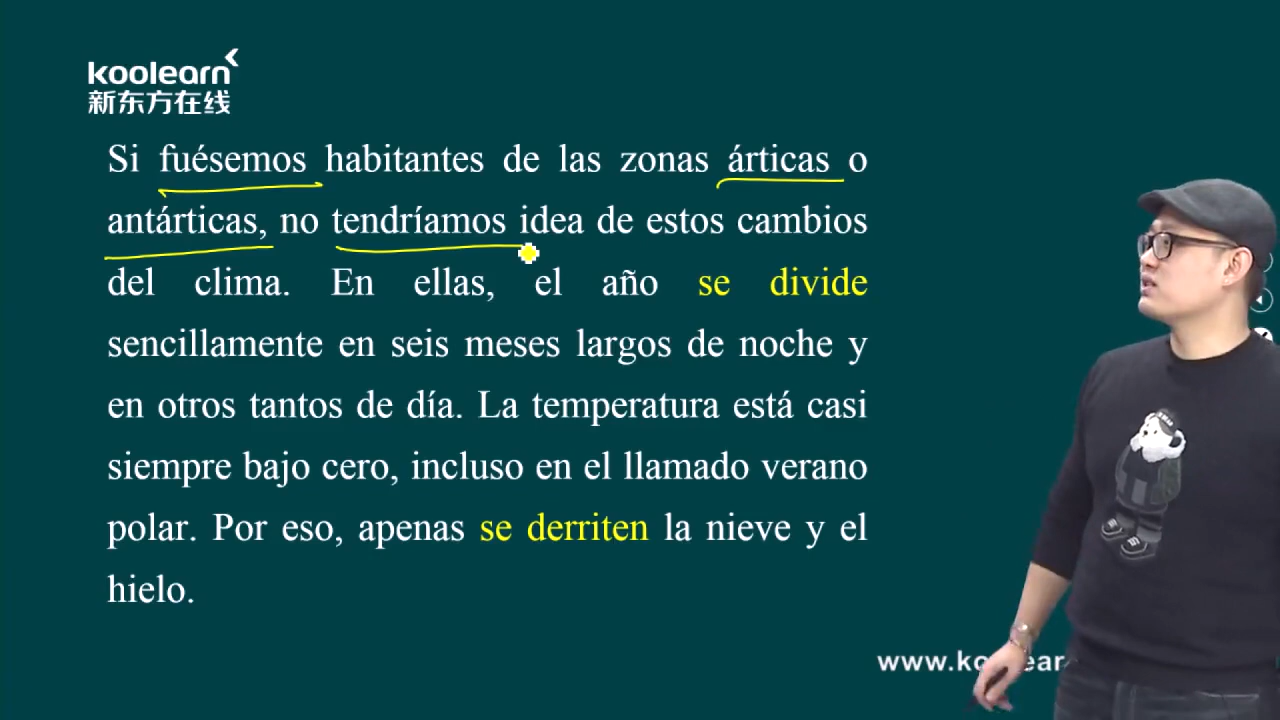 koolearn
新东方在线
Si fuésemos habitantes de las zonas árticas o
antárticas, no tendríamos idea de estos cambios
del clima. En ellas, el año se divide
sencillamente en seis meses largos de noche y
en otros tantos de día. La temperatura está casi
siempre bajo cero, incluso en el llamado verano
polar. Por eso, apenas se derriten la nieve y el
hielo.